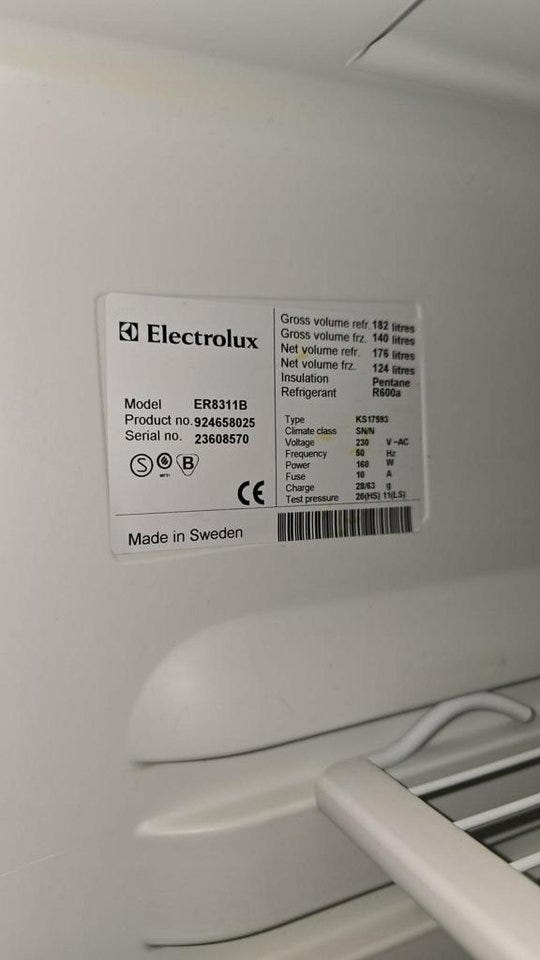 Electrolux
Model ER8311B
Product no. 924658025
Serial no. 23608570
S B
CE
Made in Sweden
Gross volume refr. 182 litres
Gross volume frz. 140 litres
Net volume refr. 176 litres
Net volume frz. 124 litres
Insulation Pentane
Refrigerant R600a
Type KS17593
Climate class SN/N
Voltage 230 V ~AC
Frequency 50 Hz
Power 160 W
Fuse 10 A
Charge 28/63 g
Test pressure 20(HS) 11(LS)